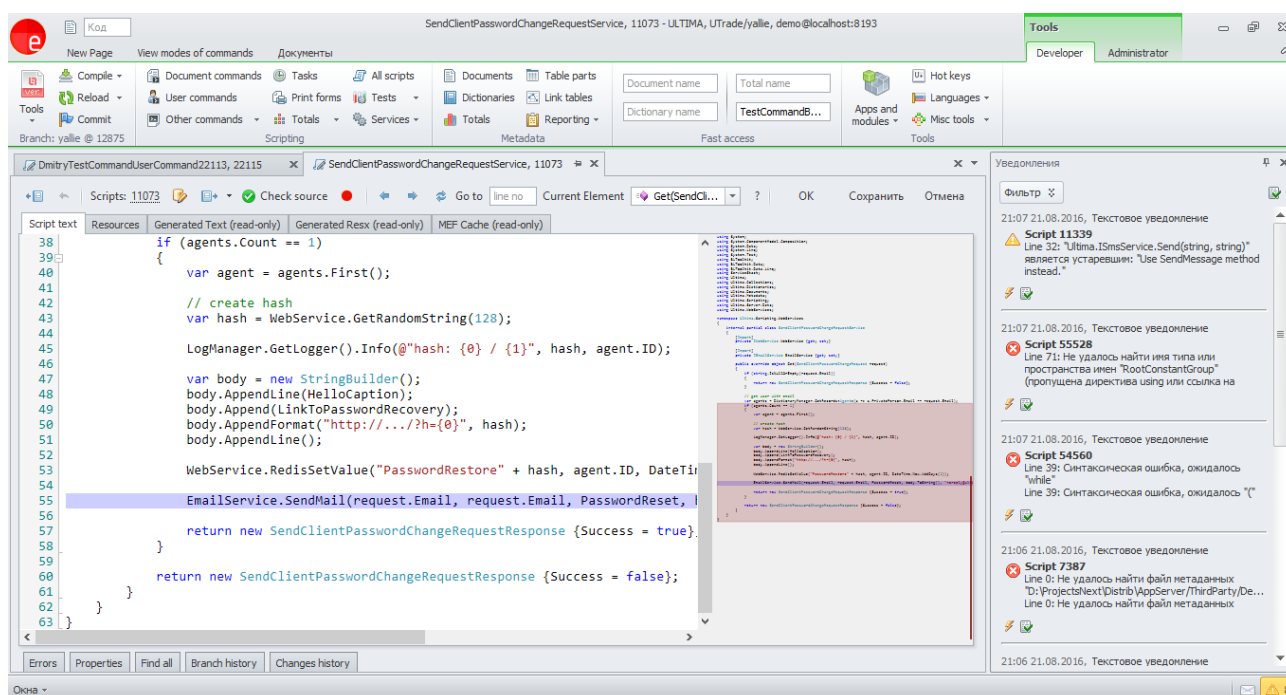 SendClientPasswordChangeRequestService, 11073 - ULTIMA, UTrade/yallie, demo@localhost:8193
Код
Tools
New Page View modes of commands Документы
Developer Administrator
Compile Document commands Tasks All scripts Documents Table parts Document name Total name Hot keys
Tools Reload User commands Print forms Tests Dictionaries Link tables Dictionary name TestCommandB... Apps and modules Languages
Commit Other commands Totals Services Totals Reporting Misc tools
Branch: yallie @ 12875 Scripting Metadata Fast access Tools
DmitryTestCommandUserCommand22113, 22115 SendClientPasswordChangeRequestService, 11073
Scripts: 11073 Check source Go to line no Current Element Get(SendCli... ? OK Сохранить Отмена
Script text Resources Generated Text (read-only) Generated Resx (read-only) MEF Cache (read-only)
38 if (agents.Count == 1)
39 {
40 var agent = agents.First();
41
42 // create hash
43 var hash = WebService.GetRandomString(128);
44
45 LogManager.GetLogger().Info(@"hash: {0} / {1}", hash, agent.ID);
46
47 var body = new StringBuilder();
48 body.AppendLine(HelloCaption);
49 body.Append(LinkToPasswordRecovery);
50 body.AppendFormat("http://.../?h={0}", hash);
51 body.AppendLine();
52
53 WebService.RedisSetValue("PasswordRestore" + hash, agent.ID, DateTi
54
55 EmailService.SendMail(request.Email, request.Email, PasswordReset,
56
57 return new SendClientPasswordChangeRequestResponse {Success = true}
58 }
59
60 return new SendClientPasswordChangeRequestResponse {Success = false};
61 }
62 }
63 }
Errors Properties Find all Branch history Changes history
Окна
Уведомления
Фильтр
21:07 21.08.2016, Текстовое уведомление
Script 11339
Line 32: "Ultima.ISmsService.Send(string, string)"
является устаревшим: "Use SendMessage method
instead."
21:07 21.08.2016, Текстовое уведомление
Script 55528
Line 71: Не удалось найти имя типа или
пространства имен "RootConstantGroup"
(пропущена директива using или ссылка на
21:07 21.08.2016, Текстовое уведомление
Script 54560
Line 39: Синтаксическая ошибка, ожидалось
"while"
Line 39: Синтаксическая ошибка, ожидалось "("
21:06 21.08.2016, Текстовое уведомление
Script 7387
Line 0: Не удалось найти файл метаданных
"D:\ProjectsNext\Distrib\AppServer/ThirdParty/De...
Line 0: Не удалось найти файл метаданных
21:06 21.08.2016, Текстовое уведомление